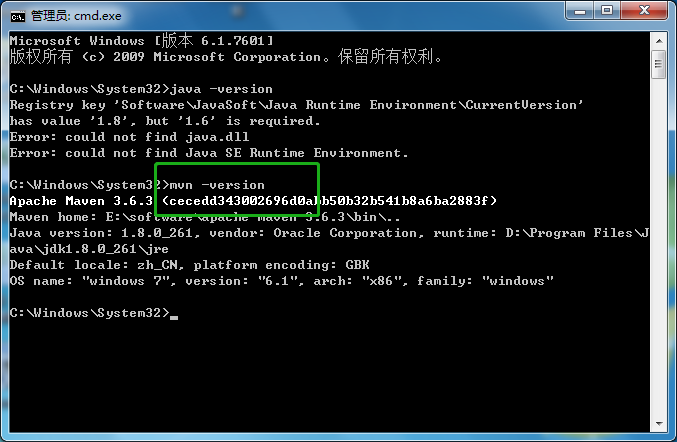 管理员: cmd.exe
Microsoft Windows [版本 6.1.7601]
版权所有 (c) 2009 Microsoft Corporation。保留所有权利。
C:\Windows\System32>java -version
Registry key 'Software\JavaSoft\Java Runtime Environment\CurrentVersion'
has value '1.8', but '1.6' is required.
Error: could not find java.dll
Error: could not find Java SE Runtime Environment.
C:\Windows\System32>mvn -version
Apache Maven 3.6.3 (cecedd343002696d0abb50b32b541b8a6ba2883f)
Maven home: E:\software\apache maven 3.6.3\bin\..
Java version: 1.8.0_261, vendor: Oracle Corporation, runtime: D:\Program Files\J
ava\jdk1.8.0_261\jre
Default locale: zh_CN, platform encoding: GBK
OS name: "windows 7", version: "6.1", arch: "x86", family: "windows"
C:\Windows\System32>